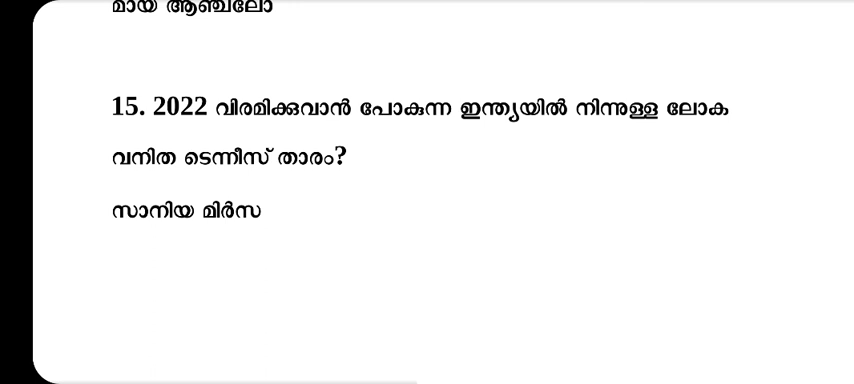 മായ ആഞ്ചലോ
15. 2022 വിരമിക്കുവാൻ പോകുന്ന ഇന്ത്യയിൽ നിന്നുള്ള ലോക
വനിത ടെന്നീസ് താരം?
സാനിയ മിർസ